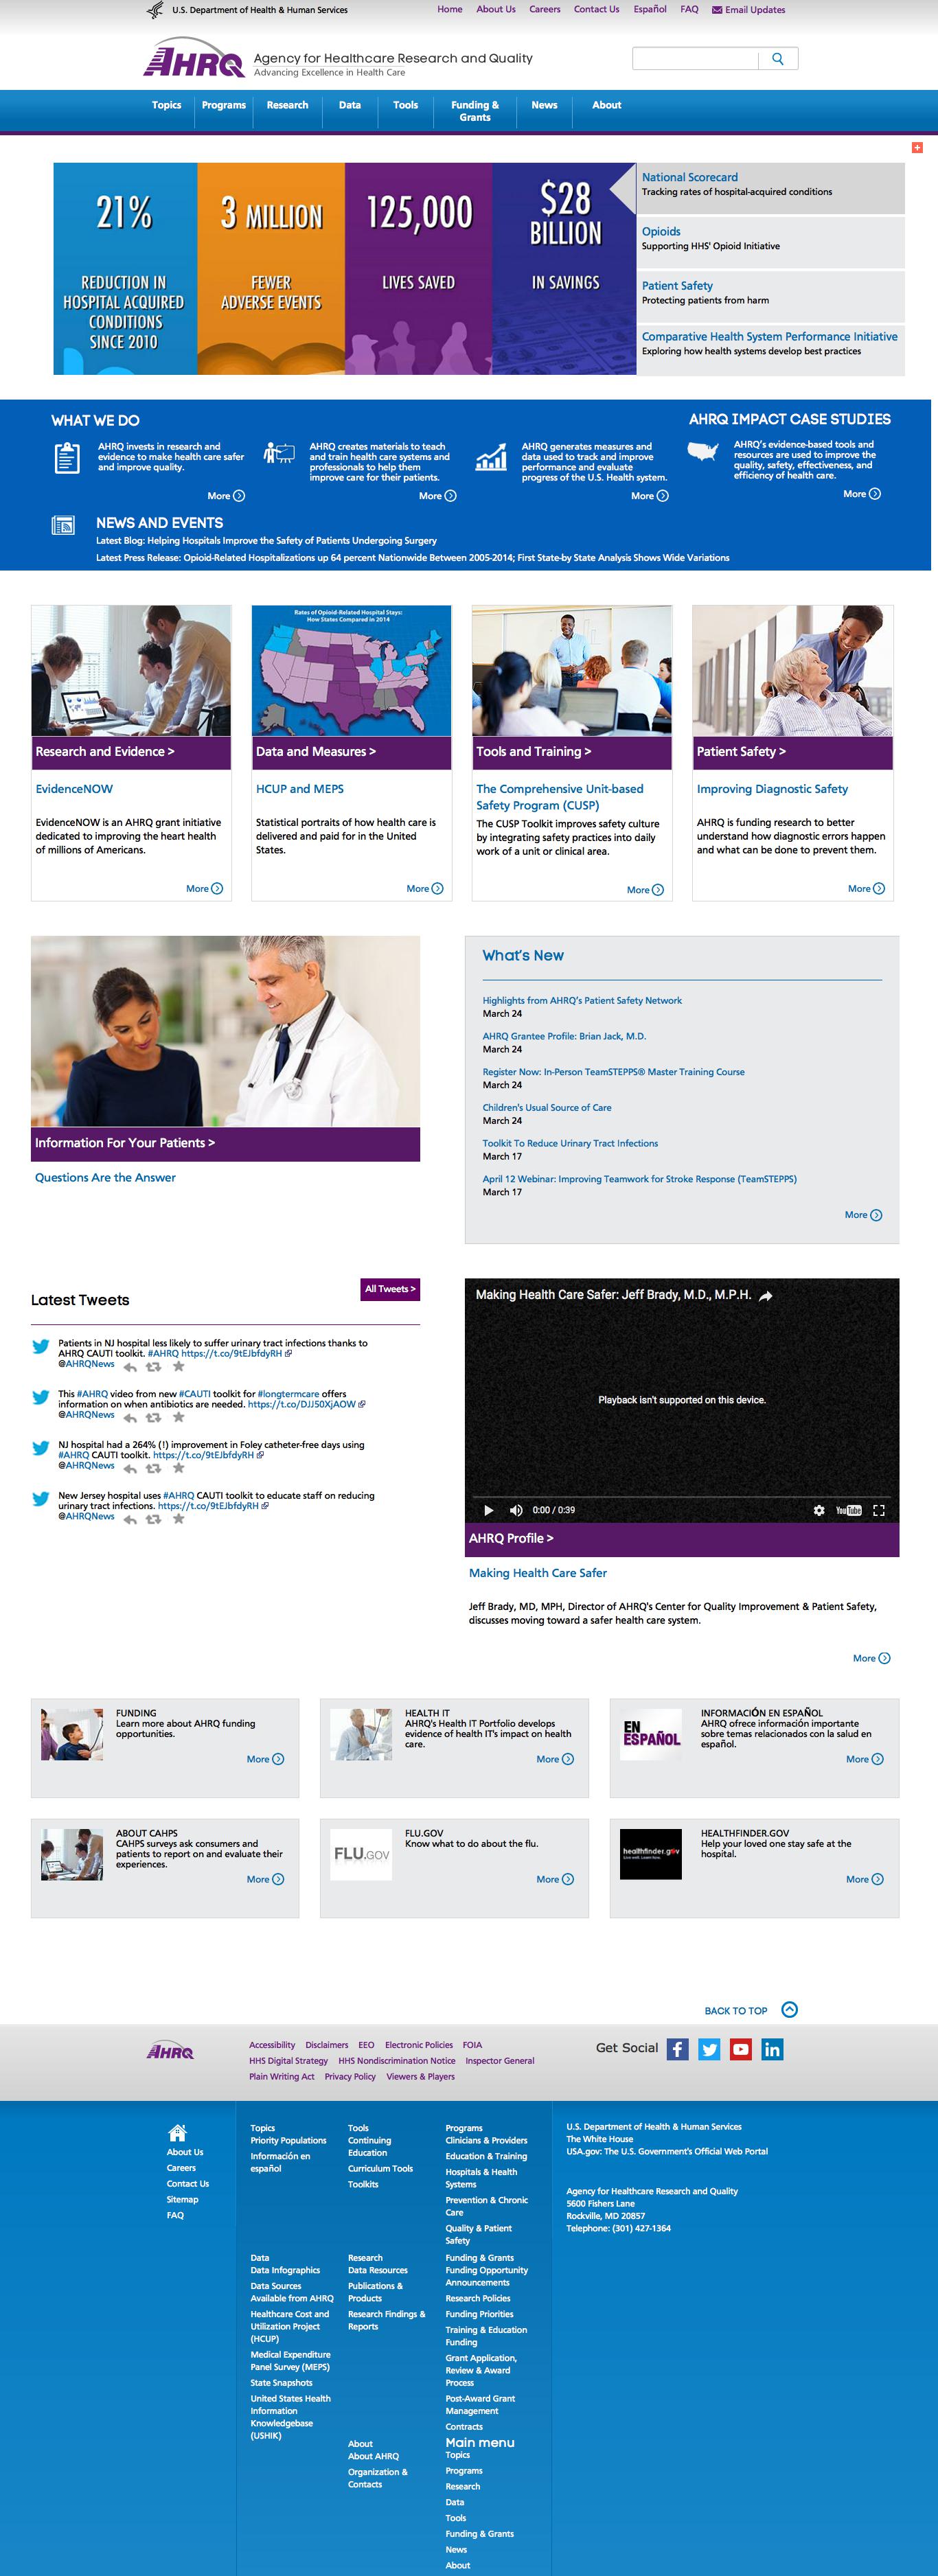 U.S. Department of Health & Human Services
Home About Us Careers Contact Us Español FAQ Email Updates
AHRQ
Agency for Healthcare Research and Quality
Advancing Excellence in Health Care
Topics Programs Research Data Tools Funding & Grants News About
21%
REDUCTION IN
HOSPITAL ACQUIRED
CONDITIONS
SINCE 2010
3 MILLION
FEWER
ADVERSE EVENTS
125,000
LIVES SAVED
$28
BILLION
IN SAVINGS
National Scorecard
Tracking rates of hospital-acquired conditions
Opioids
Supporting HHS' Opioid Initiative
Patient Safety
Protecting patients from harm
Comparative Health System Performance Initiative
Exploring how health systems develop best practices
WHAT WE DO
AHRQ invests in research and
evidence to make health care safer
and improve quality.
More
AHRQ creates materials to teach
and train health care systems and
professionals to help them
improve care for their patients.
More
AHRQ generates measures and
data used to track and improve
performance and evaluate
progress of the U.S. Health system.
More
AHRQ IMPACT CASE STUDIES
AHRQ's evidence-based tools and
resources are used to improve the
quality, safety, effectiveness, and
efficiency of health care.
More
NEWS AND EVENTS
Latest Blog: Helping Hospitals Improve the Safety of Patients Undergoing Surgery
Latest Press Release: Opioid-Related Hospitalizations up 64 percent Nationwide Between 2005-2014; First State-by State Analysis Shows Wide Variations
Research and Evidence >
EvidenceNOW
EvidenceNOW is an AHRQ grant initiative
dedicated to improving the heart health
of millions of Americans.
More
Rates of Opioid-Related Hospital Stays:
How States Compared in 2014
Data and Measures >
HCUP and MEPS
Statistical portraits of how health care is
delivered and paid for in the United
States.
More
Tools and Training >
The Comprehensive Unit-based
Safety Program (CUSP)
The CUSP Toolkit improves safety culture
by integrating safety practices into daily
work of a unit or clinical area.
More
Patient Safety >
Improving Diagnostic Safety
AHRQ is funding research to better
understand how diagnostic errors happen
and what can be done to prevent them.
More
Information For Your Patients >
Questions Are the Answer
What's New
Highlights from AHRQ's Patient Safety Network
March 24
AHRQ Grantee Profile: Brian Jack, M.D.
March 24
Register Now: In-Person TeamSTEPPS® Master Training Course
March 24
Children's Usual Source of Care
March 24
Toolkit To Reduce Urinary Tract Infections
March 17
April 12 Webinar: Improving Teamwork for Stroke Response (TeamSTEPPS)
March 17
More
Latest Tweets
All Tweets >
Patients in NJ hospital less likely to suffer urinary tract infections thanks to
AHRQ CAUTI toolkit. #AHRQ https://t.co/9tEJbfdyRH
@AHRQNews
This #AHRQ video from new #CAUTI toolkit for #longtermcare offers
information on when antibiotics are needed. https://t.co/DJJ50XjAOW
@AHRQNews
NJ hospital had a 264% (!) improvement in Foley catheter-free days using
#AHRQ CAUTI toolkit. https://t.co/9tEJbfdyRH
@AHRQNews
New Jersey hospital uses #AHRQ CAUTI toolkit to educate staff on reducing
urinary tract infections. https://t.co/9tEJbfdyRH
@AHRQNews
Making Health Care Safer: Jeff Brady, M.D., M.P.H.
Playback isn't supported on this device.
0:00 / 0:39
YouTube
AHRQ Profile >
Making Health Care Safer
Jeff Brady, MD, MPH, Director of AHRQ's Center for Quality Improvement & Patient Safety,
discusses moving toward a safer health care system.
More
FUNDING
Learn more about AHRQ funding
opportunities.
More
HEALTH IT
AHRQ's Health IT Portfolio develops
evidence of health IT's impact on health
care.
More
EN
ESPAÑOL
INFORMACIÓN EN ESPAÑOL
AHRQ ofrece información importante
sobre temas relacionados con la salud en
español.
More
ABOUT CAHPS
CAHPS surveys ask consumers and
patients to report on and evaluate their
experiences.
More
FLU.GOV
FLU.GOV
Know what to do about the flu.
More
healthfinder.gov
Live well. Learn how.
HEALTHFINDER.GOV
Help your loved one stay safe at the
hospital.
More
BACK TO TOP
AHRQ
Accessibility Disclaimers EEO Electronic Policies FOIA
HHS Digital Strategy HHS Nondiscrimination Notice Inspector General
Plain Writing Act Privacy Policy Viewers & Players
Get Social
About Us
Careers
Contact Us
Sitemap
FAQ
Topics
Priority Populations
Información en
español
Tools
Continuing
Education
Curriculum Tools
Toolkits
Programs
Clinicians & Providers
Education & Training
Hospitals & Health
Systems
Prevention & Chronic
Care
Quality & Patient
Safety
Data
Data Infographics
Data Sources
Available from AHRQ
Healthcare Cost and
Utilization Project
(HCUP)
Medical Expenditure
Panel Survey (MEPS)
State Snapshots
United States Health
Information
Knowledgebase
(USHIK)
Research
Data Resources
Publications &
Products
Research Findings &
Reports
Funding & Grants
Funding Opportunity
Announcements
Research Policies
Funding Priorities
Training & Education
Funding
Grant Application,
Review & Award
Process
Post-Award Grant
Management
Contracts
About
About AHRQ
Organization &
Contacts
Main menu
Topics
Programs
Research
Data
Tools
Funding & Grants
News
About
U.S. Department of Health & Human Services
The White House
USA.gov: The U.S. Government's Official Web Portal
Agency for Healthcare Research and Quality
5600 Fishers Lane
Rockville, MD 20857
Telephone: (301) 427-1364